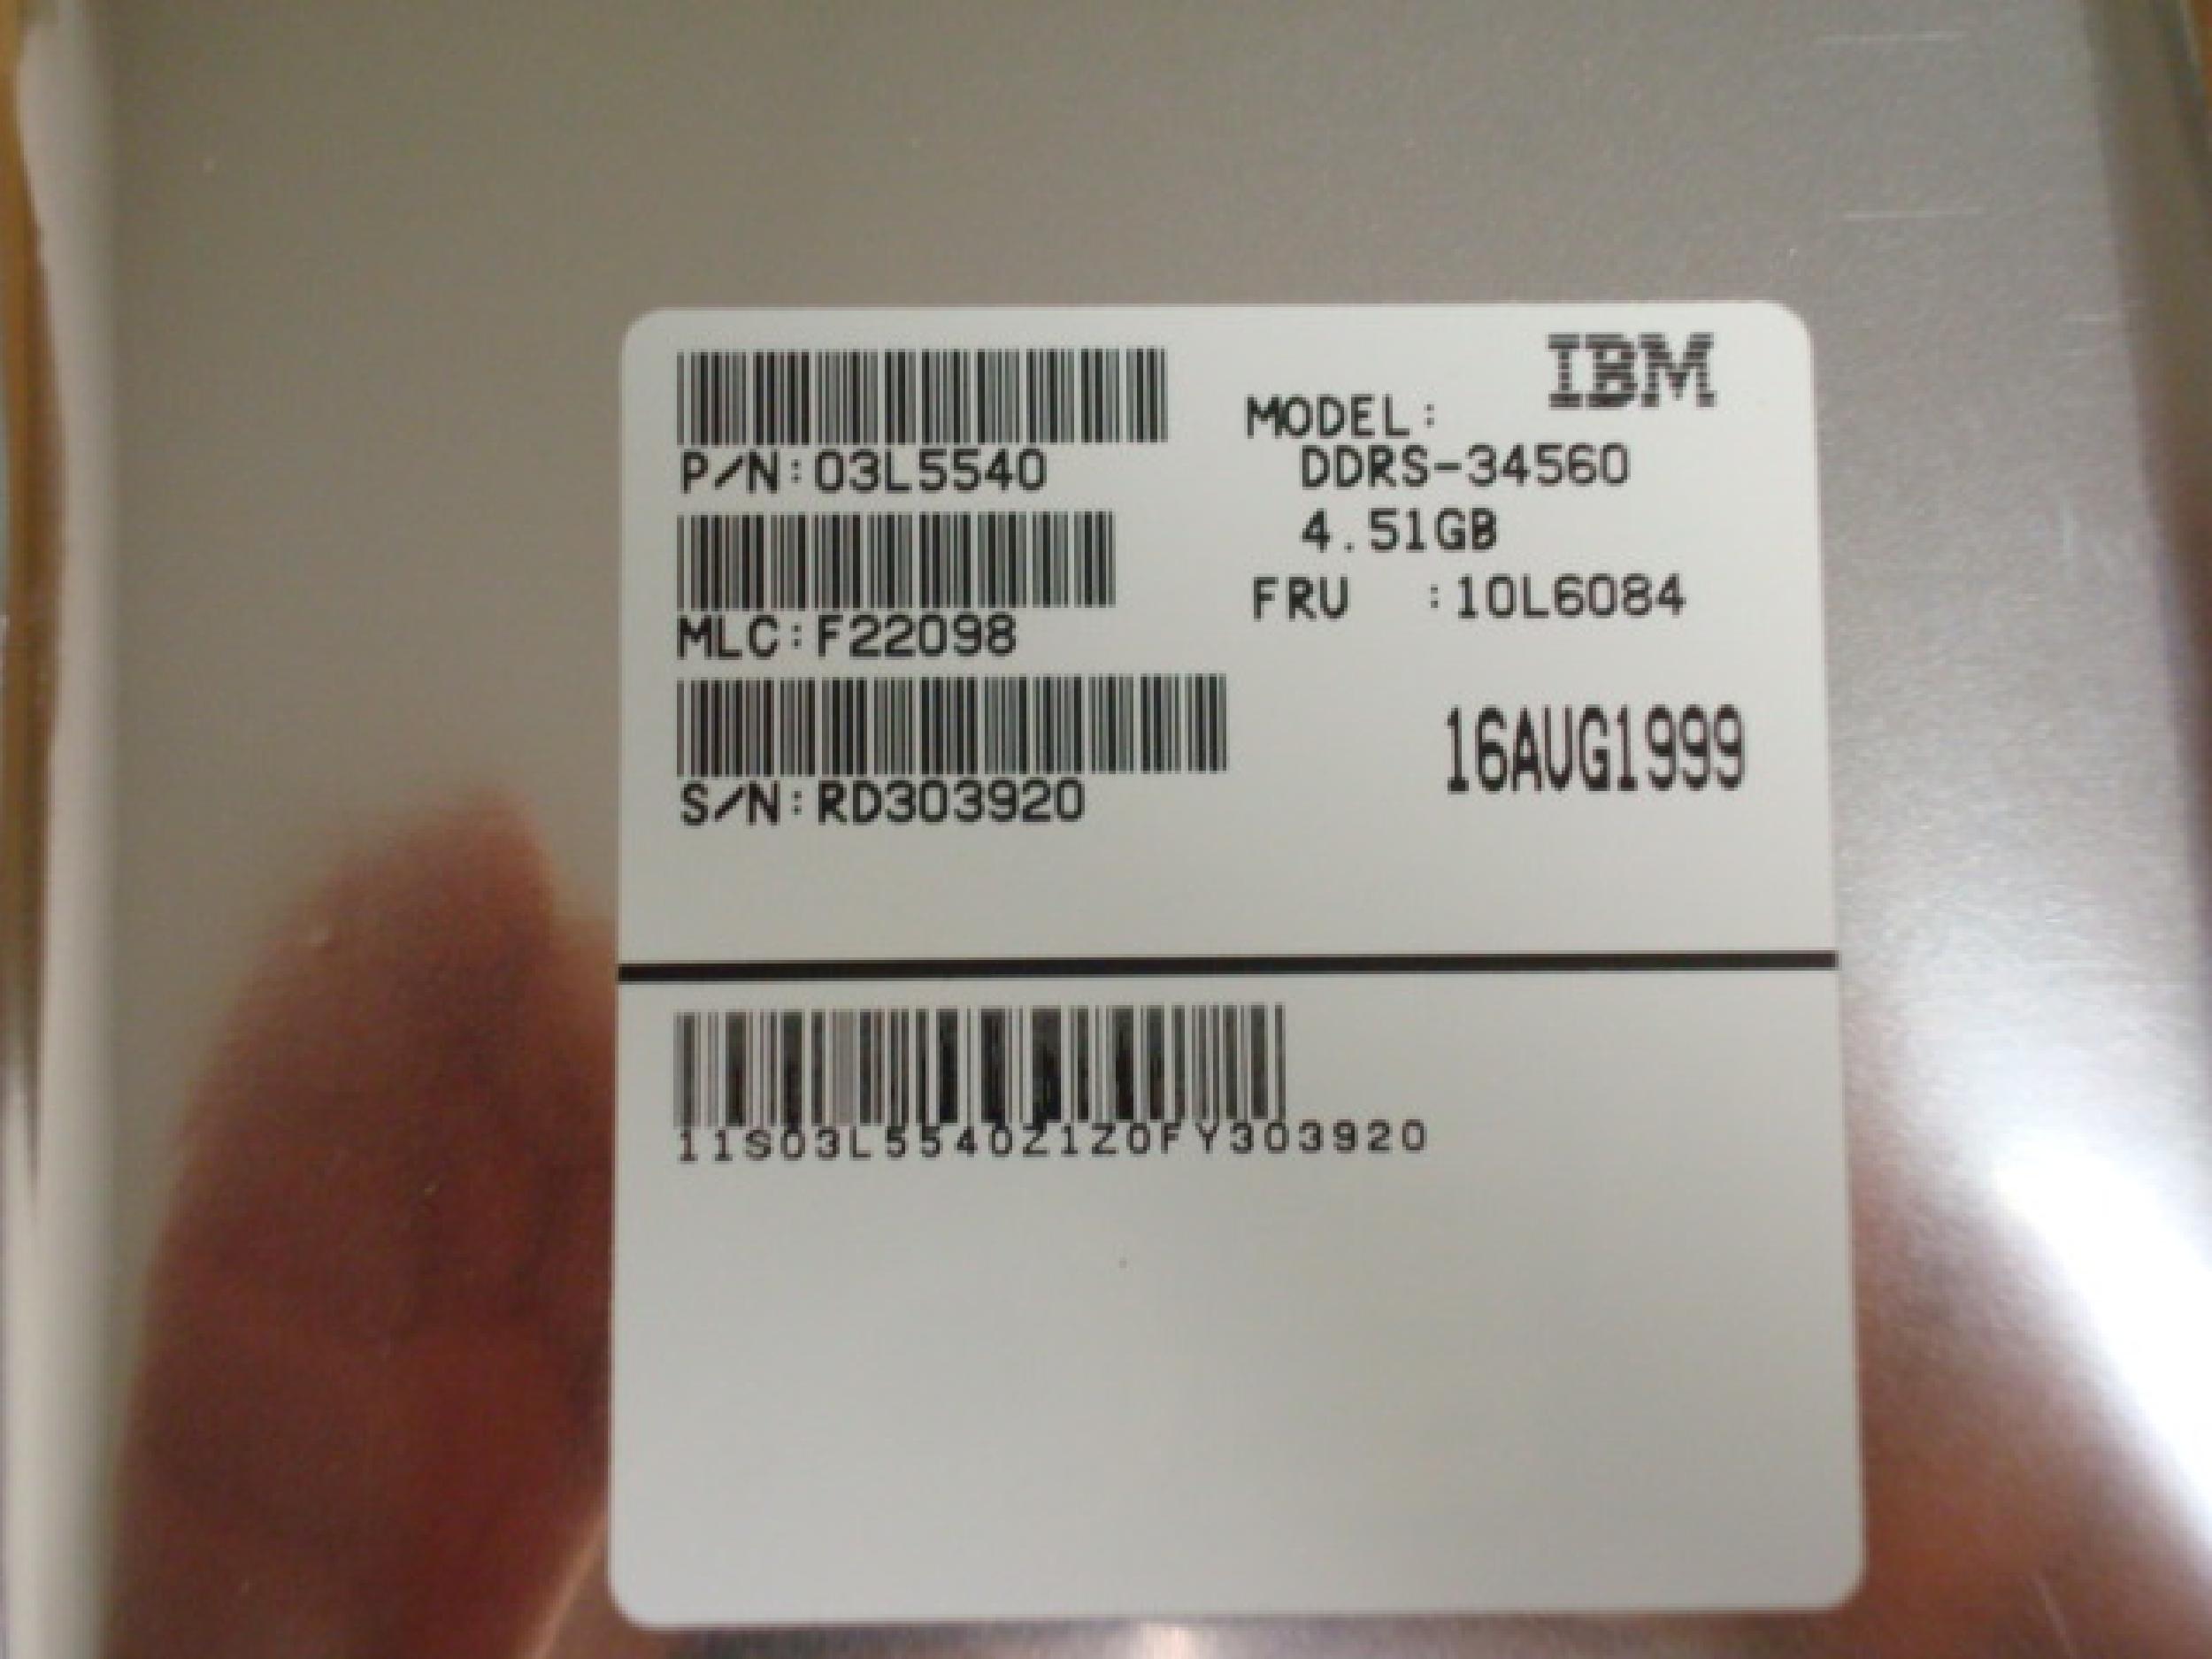 IBM
P/N:03L5540
MLC:F22098
S/N:RD303920
MODEL:
DDRS-34560
4.51GB
FRU :10L6084
16AUG1999
11S03L5540Z1Z0FY303920